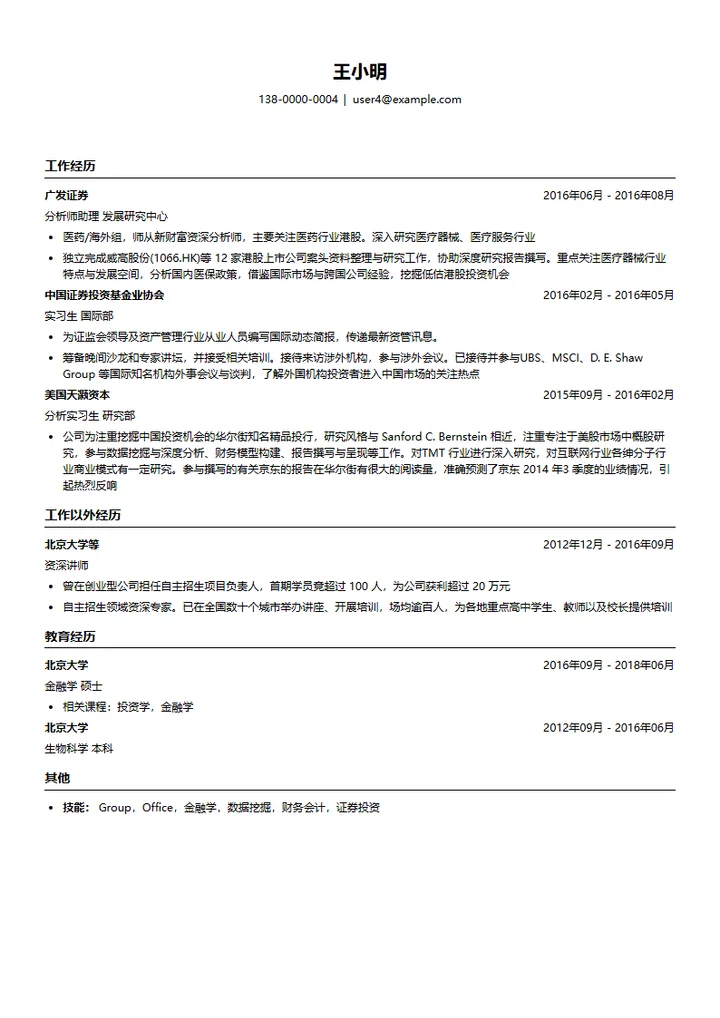 王小明
138-0000-0004 | user4@example.com
工作经历
广发证券 2016年06月 - 2016年08月
分析师助理 发展研究中心
• 医药/海外组，师从新财富资深分析师，主要关注医药行业港股。深入研究医疗器械、医疗服务行业
• 独立完成威高股份(1066.HK)等 12 家港股上市公司案头资料整理与研究工作，协助深度研究报告撰写。重点关注医疗器械行业
特点与发展空间，分析国内医保政策，借鉴国际市场与跨国公司经验，挖掘低估港股投资机会
中国证券投资基金业协会 2016年02月 - 2016年05月
实习生 国际部
• 为证监会领导及资产管理行业从业人员编写国际动态简报，传递最新资管讯息。
• 筹备晚间沙龙和专家讲坛，并接受相关培训。接待来访涉外机构，参与涉外会议。已接待并参与UBS、MSCI、D. E. Shaw
Group 等国际知名机构外事会议与谈判，了解外国机构投资者进入中国市场的关注热点
美国天灏资本 2015年09月 - 2016年02月
分析实习生 研究部
• 公司为注重挖掘中国投资机会的华尔街知名精品投行，研究风格与 Sanford C. Bernstein 相近，注重专注于美股市场中概股研
究，参与数据挖掘与深度分析、财务模型构建、报告撰写与呈现等工作。对TMT 行业进行深入研究，对互联网行业各绅分子行
业商业模式有一定研究。参与撰写的有关京东的报告在华尔街有很大的阅读量，准确预测了京东 2014 年3 季度的业绩情况，引
起热烈反响
工作以外经历
北京大学等 2012年12月 - 2016年09月
资深讲师
• 曾在创业型公司担任自主招生项目负责人，首期学员竟超过 100 人，为公司获利超过 20 万元
• 自主招生领域资深专家。已在全国数十个城市举办讲座、开展培训，场均逾百人，为各地重点高中学生、教师以及校长提供培训
教育经历
北京大学 2016年09月 - 2018年06月
金融学 硕士
• 相关课程：投资学，金融学
北京大学 2012年09月 - 2016年06月
生物科学 本科
其他
• 技能： Group，Office，金融学，数据挖掘，财务会计，证券投资